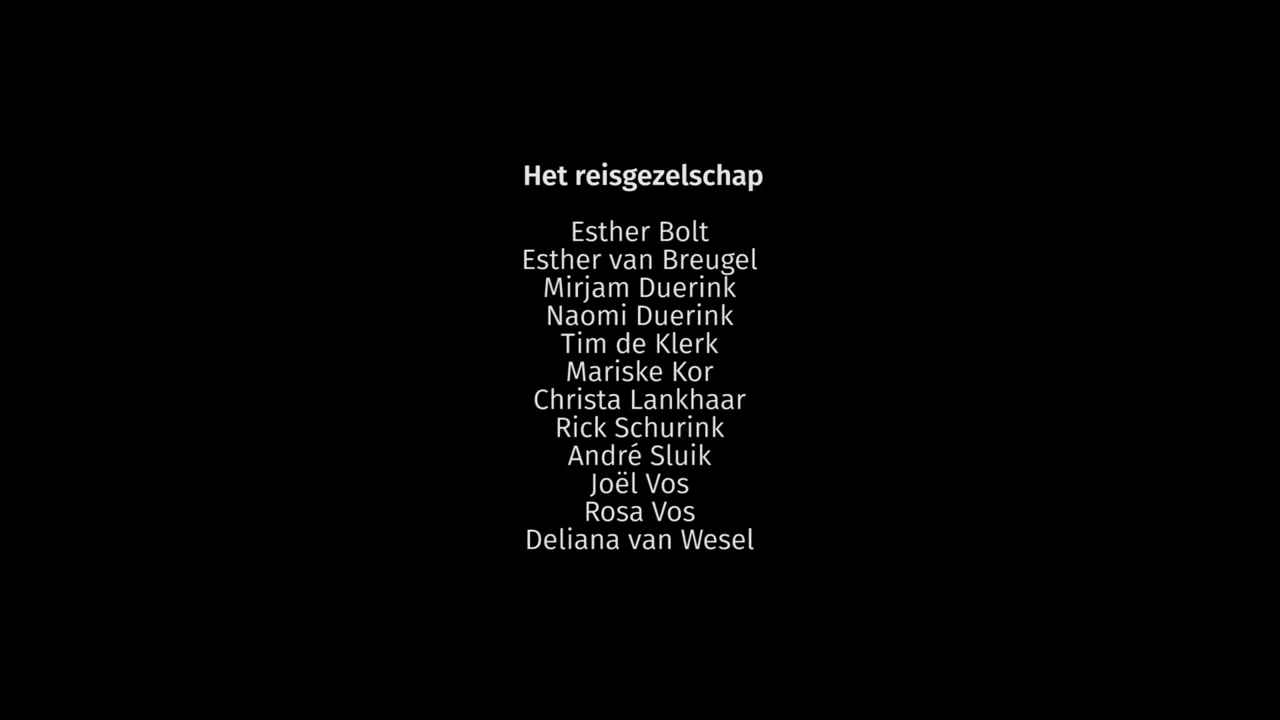 Het reisgezelschap
Esther Bolt
Esther van Breugel
Mirjam Duerink
Naomi Duerink
Tim de Klerk
Mariske Kor
Christa Lankhaar
Rick Schurink
André Sluik
Joël Vos
Rosa Vos
Deliana van Wesel